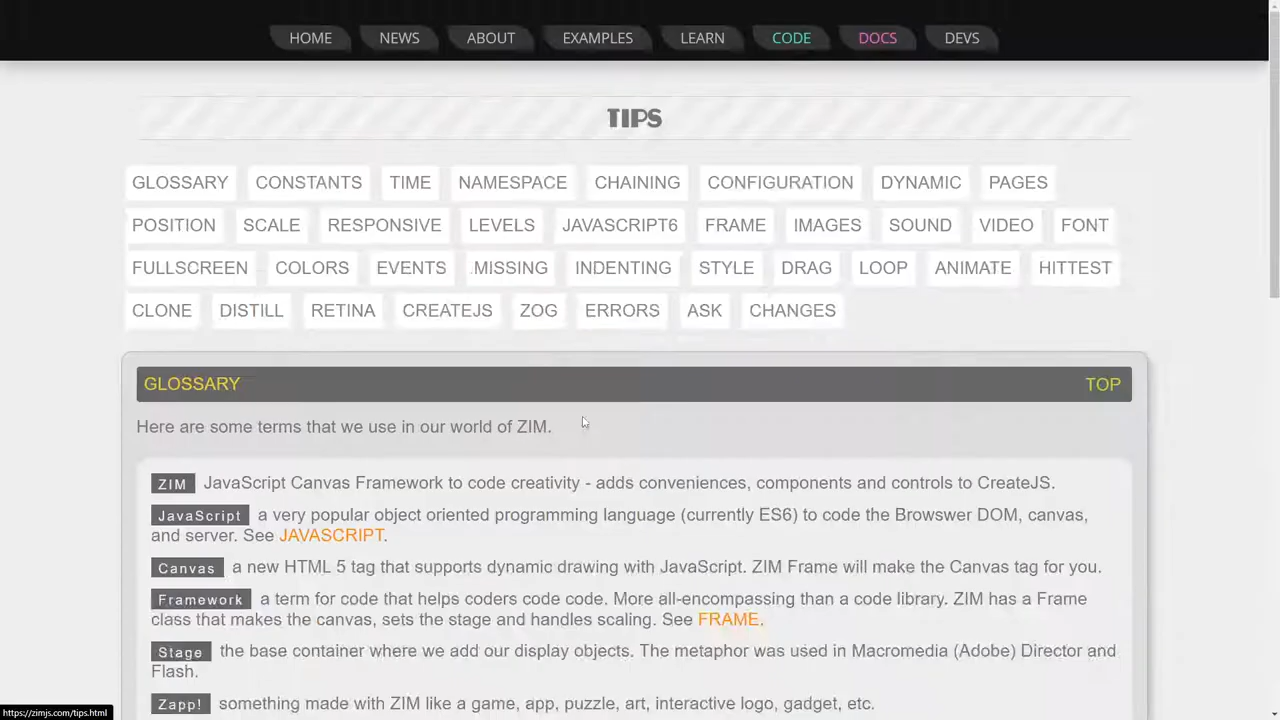 HOME NEWS ABOUT EXAMPLES LEARN CODE DOCS DEVS
TIPS
GLOSSARY CONSTANTS TIME NAMESPACE CHAINING CONFIGURATION DYNAMIC PAGES
POSITION SCALE RESPONSIVE LEVELS JAVASCRIPT6 FRAME IMAGES SOUND VIDEO FONT
FULLSCREEN COLORS EVENTS .MISSING INDENTING STYLE DRAG LOOP ANIMATE HITTEST
CLONE DISTILL RETINA CREATEJS ZOG ERRORS ASK CHANGES
GLOSSARY TOP
Here are some terms that we use in our world of ZIM.
ZIM JavaScript Canvas Framework to code creativity - adds conveniences, components and controls to CreateJS.
JavaScript a very popular object oriented programming language (currently ES6) to code the Browswer DOM, canvas,
and server. See JAVASCRIPT.
Canvas a new HTML 5 tag that supports dynamic drawing with JavaScript. ZIM Frame will make the Canvas tag for you.
Framework a term for code that helps coders code code. More all-encompassing than a code library. ZIM has a Frame
class that makes the canvas, sets the stage and handles scaling. See FRAME.
Stage the base container where we add our display objects. The metaphor was used in Macromedia (Adobe) Director and
Flash.
Zapp! something made with ZIM like a game, app, puzzle, art, interactive logo, gadget, etc.
https://zimjs.com/tips.html